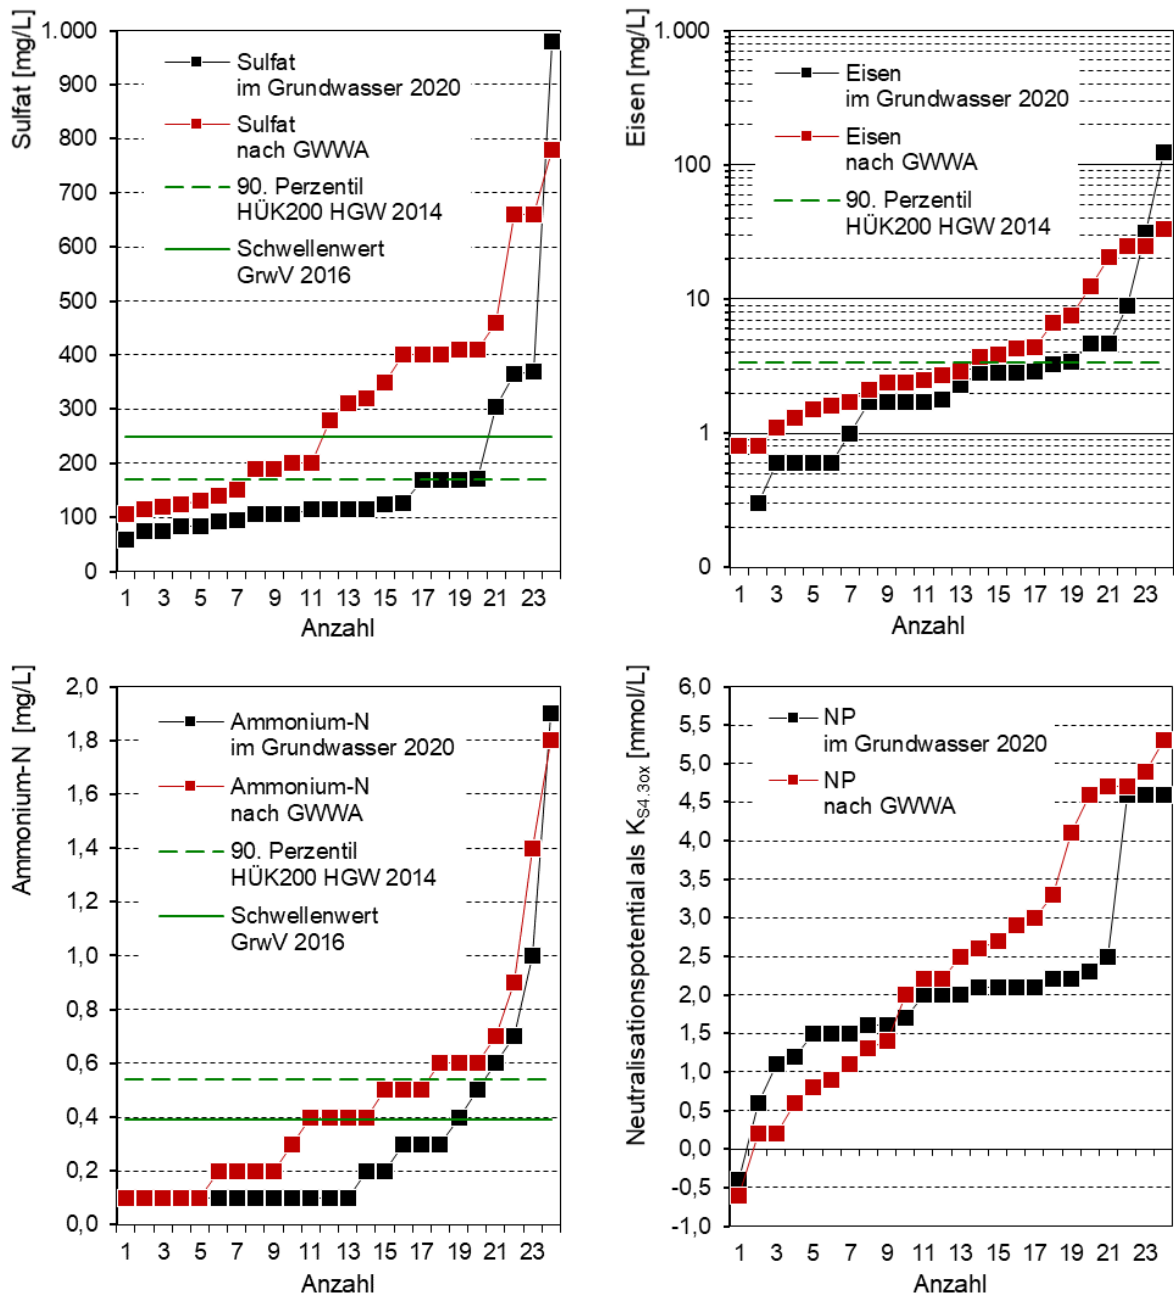 Sulfat [mg/L]
1.000
900
800
700
600
500
400
300
200
100
0
Sulfat
im Grundwasser 2020
Sulfat
nach GWWA
90. Perzentil
HÜK200 HGW 2014
Schwellenwert
GrwV 2016
1 3 5 7 9 11 13 15 17 19 21 23
Anzahl
Eisen [mg/L]
1.000
100
10
1
0
Eisen
im Grundwasser 2020
Eisen
nach GWWA
90. Perzentil
HÜK200 HGW 2014
1 3 5 7 9 11 13 15 17 19 21 23
Anzahl
Ammonium-N [mg/L]
2,0
1,8
1,6
1,4
1,2
1,0
0,8
0,6
0,4
0,2
0,0
Ammonium-N
im Grundwasser 2020
Ammonium-N
nach GWWA
90. Perzentil
HÜK200 HGW 2014
Schwellenwert
GrwV 2016
1 3 5 7 9 11 13 15 17 19 21 23
Anzahl
Neutralisationspotential als KS4.3ox [mmol/L]
6,0
5,5
5,0
4,5
4,0
3,5
3,0
2,5
2,0
1,5
1,0
0,5
0,0
-0,5
-1,0
NP
im Grundwasser 2020
NP
nach GWWA
1 3 5 7 9 11 13 15 17 19 21 23
Anzahl